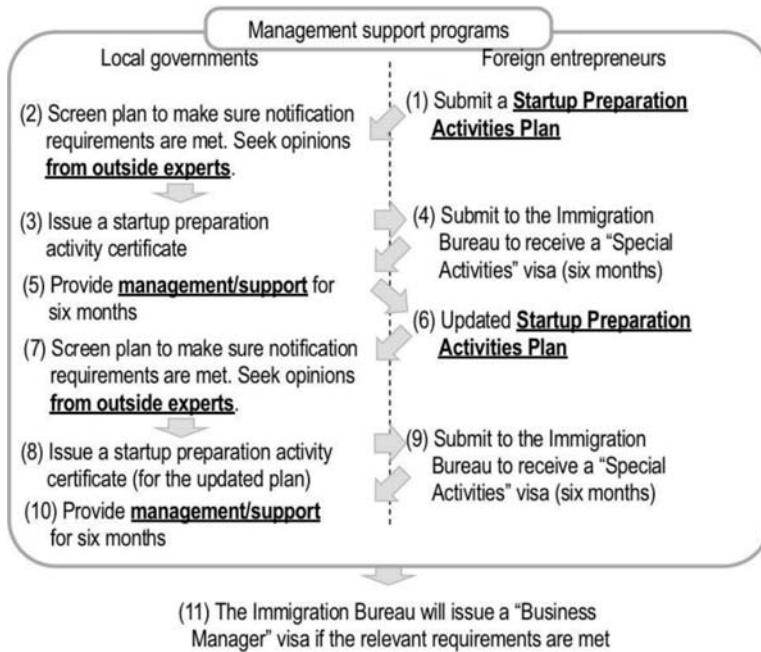 Management support programs
Local governments
Foreign entrepreneurs
(1) Submit a Startup Preparation
Activities Plan
(2) Screen plan to make sure notification
requirements are met. Seek opinions
from outside experts.
(3) Issue a startup preparation
activity certificate
(4) Submit to the Immigration
Bureau to receive a “Special
Activities” visa (six months)
(5) Provide management/support for
six months
(6) Updated Startup Preparation
Activities Plan
(7) Screen plan to make sure notification
requirements are met. Seek opinions
from outside experts.
(8) Issue a startup preparation activity
certificate (for the updated plan)
(9) Submit to the Immigration
Bureau to receive a “Special
Activities” visa (six months)
(10) Provide management/support
for six months
(11) The Immigration Bureau will issue a “Business
Manager” visa if the relevant requirements are met